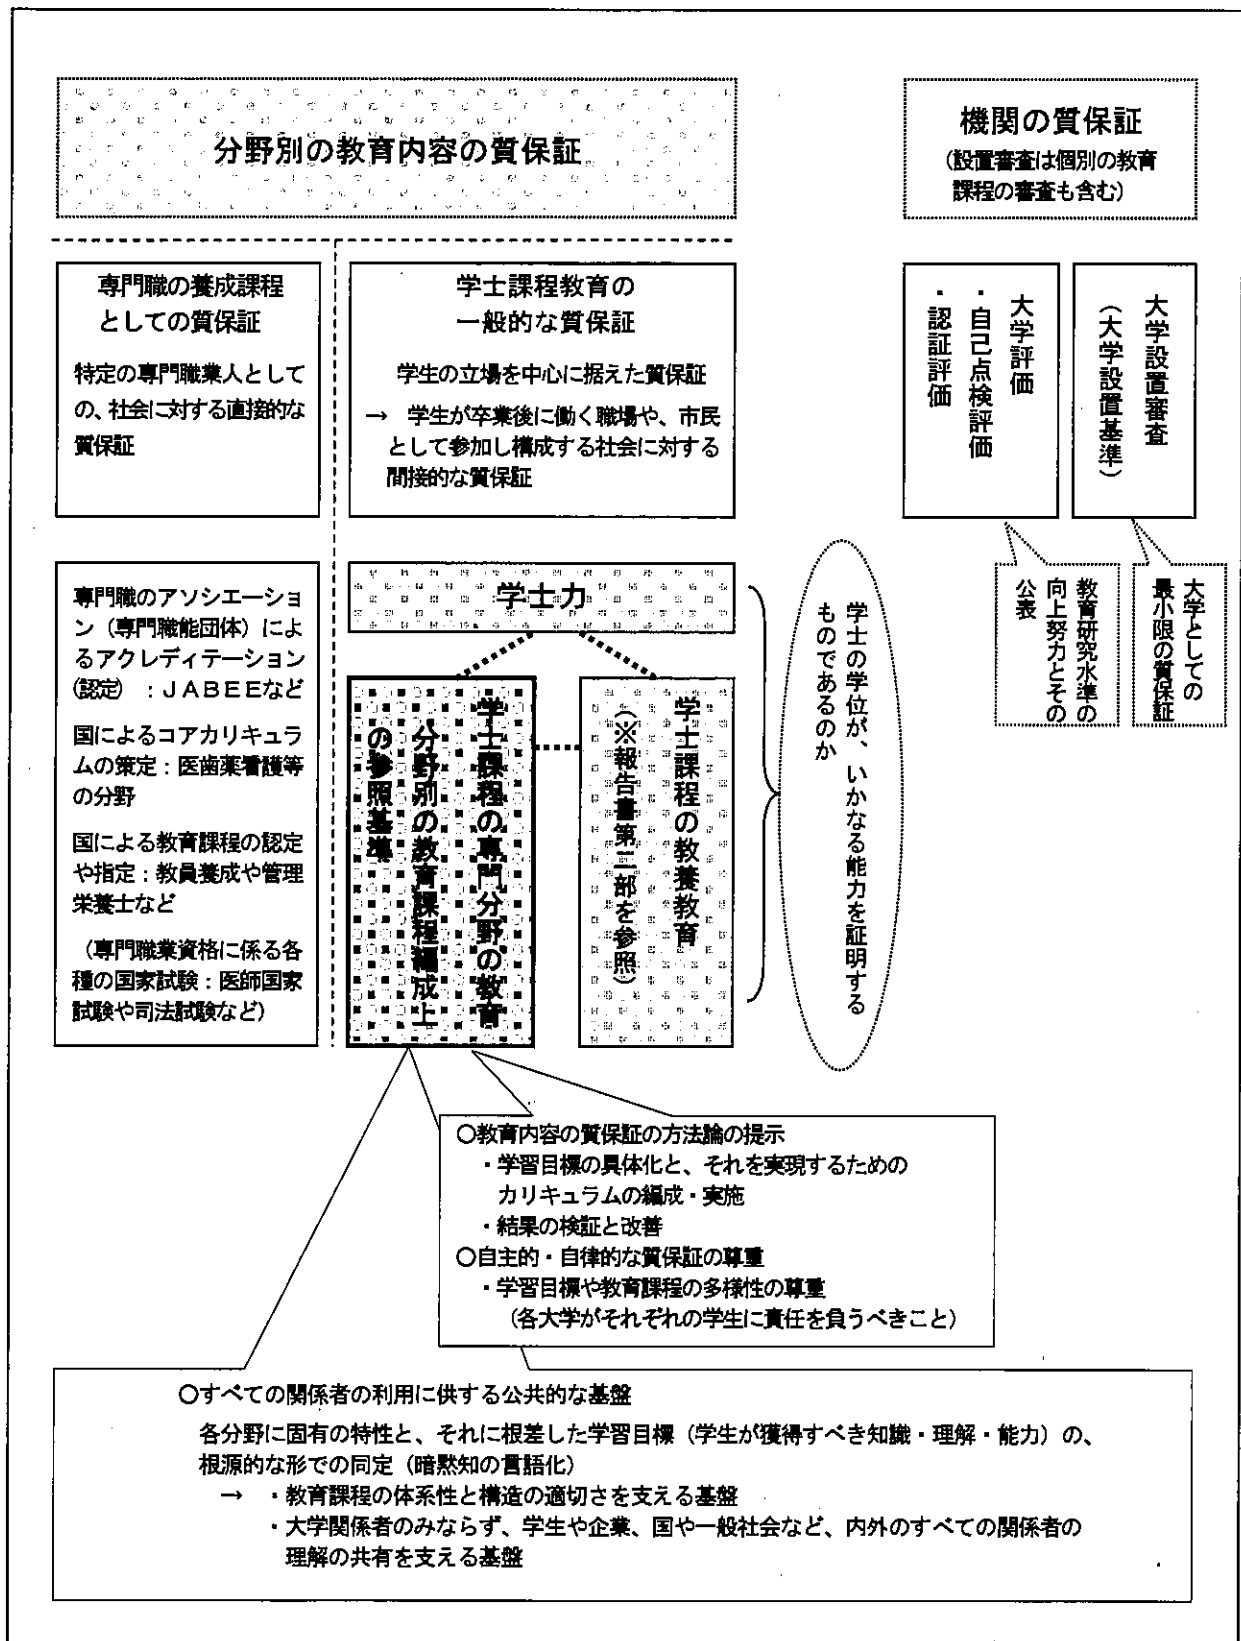 分野別の教育内容の質保証
機関の質保証
（設置審査は個別の教育
課程の審査も含む）
専門職の養成課程
としての質保証
特定の専門職業人として
の、社会に対する直接的な
質保証
学士課程教育の
一般的な質保証
学生の立場を中心に据えた質保証
→　学生が卒業後に働く職場や、市民
として参加し構成する社会に対する
間接的な質保証
大学評価
・自己点検評価
・認証評価
大学設置審査
（大学設置基準）
教育研究水準の
向上努力とその
公表
大学としての
最小限の質保証
専門職のアソシエーショ
ン（専門職能団体）によ
るアクレディテーション
(認定）：ＪＡＢＥＥなど
国によるコアカリキュラ
ムの策定：医歯薬看護等
の分野
国による教育課程の認定
や指定：教員養成や管理
栄養士など
（専門職業資格に係る各
種の国家試験：医師国家
試験や司法試験など）
学士力
学士課程の専門分野の教育
分野別の教育課程編成上
の参照基準
学士課程の教養教育
（※報告書第二部を参照）
学士の学位が、いかなる能力を証明する
ものであるのか
○教育内容の質保証の方法論の提示
・学習目標の具体化と、それを実現するための
カリキュラムの編成・実施
・結果の検証と改善
○自主的・自律的な質保証の尊重
・学習目標や教育課程の多様性の尊重
（各大学がそれぞれの学生に責任を負うべきこと）
○すべての関係者の利用に供する公共的な基盤
各分野に固有の特性と、それに根差した学習目標（学生が獲得すべき知識・理解・能力）の、
根源的な形での同定（暗黙知の言語化）
→　・教育課程の体系性と構造の適切さを支える基盤
・大学関係者のみならず、学生や企業、国や一般社会など、内外のすべての関係者の
理解の共有を支える基盤